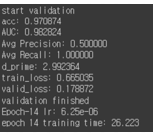 start validation
acc: 0.970874
AUC: 0.982824
Avg Precision: 0.500000
Avg Recall: 1.000000
d_prime: 2.992364
train_loss: 0.665035
valid_loss: 0.178872
validation finished
Epoch-14 lr: 6.25e-06
epoch 14 training time: 26.223